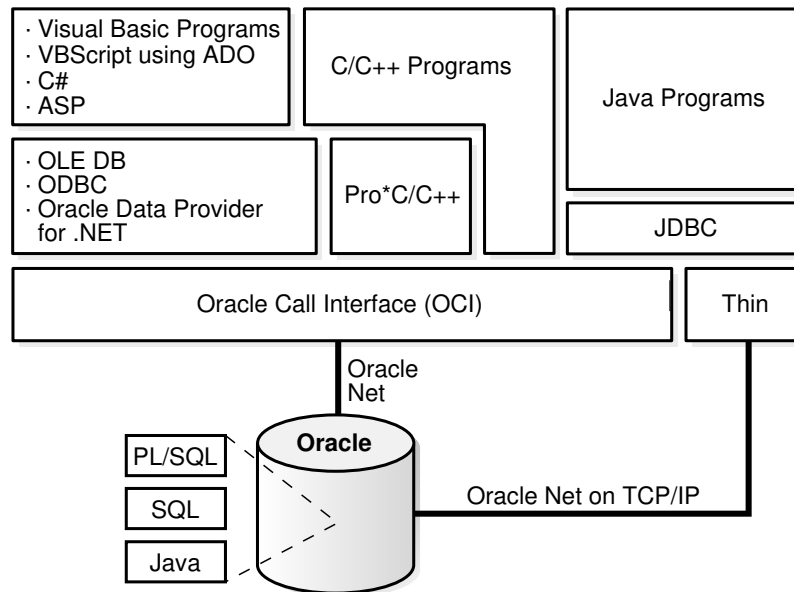 · Visual Basic Programs
· VBScript using ADO
· C#
· ASP
C/C++ Programs
Java Programs
· OLE DB
· ODBC
· Oracle Data Provider
for .NET
Pro*C/C++
JDBC
Oracle Call Interface (OCI)
Thin
Oracle
Net
Oracle
PL/SQL
SQL
Java
Oracle Net on TCP/IP